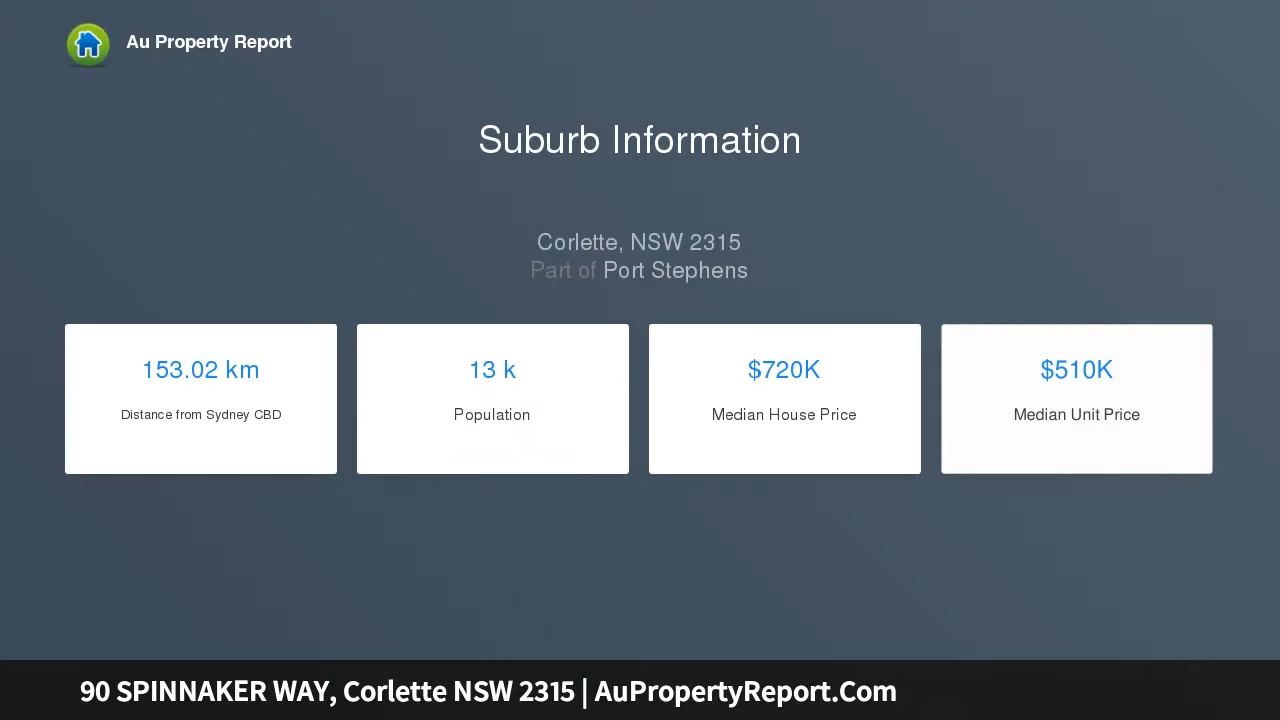 Au Property Report
Suburb Information
Corlette, NSW 2315
Part of Port Stephens
153.02 km
Distance from Sydney CBD
13 k
Population
$720K
Median House Price
$510K
Median Unit Price
90 SPINNAKER WAY, Corlette NSW 2315 | AuPropertyReport.Com